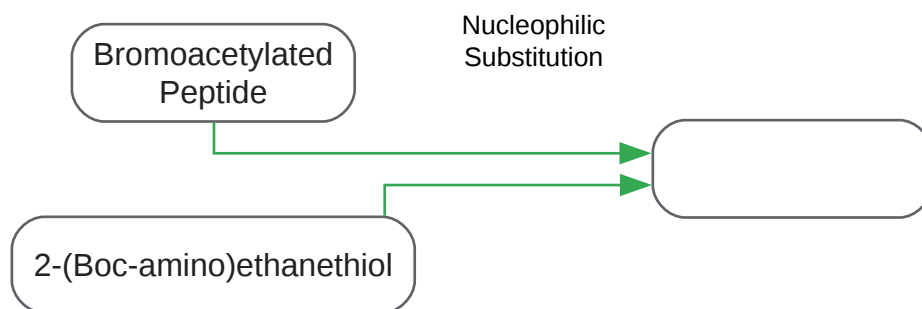 Nucleophilic
Substitution
Bromoacetylated
Peptide
2-(Boc-amino)ethanethiol